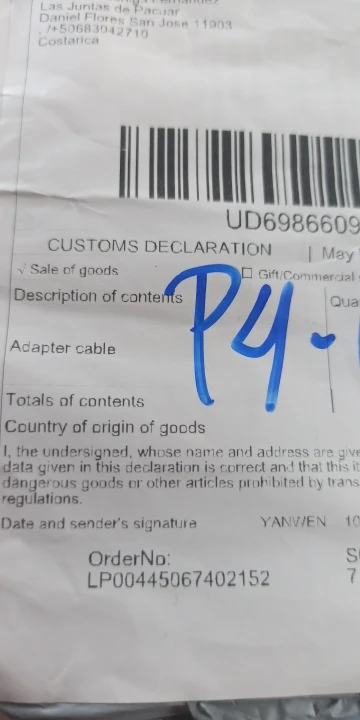 Las Juntas de Pacuar
Daniel Flores San Jose 11903
. /+50683942710
Costarica
UD6986609
CUSTOMS DECLARATION | May
√ Sale of goods □ Gift/Commercial
Description of contents Qua
P4-
Adapter cable
Totals of contents
Country of origin of goods
I, the undersigned, whose name and address are give
data given in this declaration is correct and that this it
dangerous goods or other articles prohibited by trans
regulations.
Date and sender's signature YANWEN 10
OrderNo: S
LP00445067402152 7